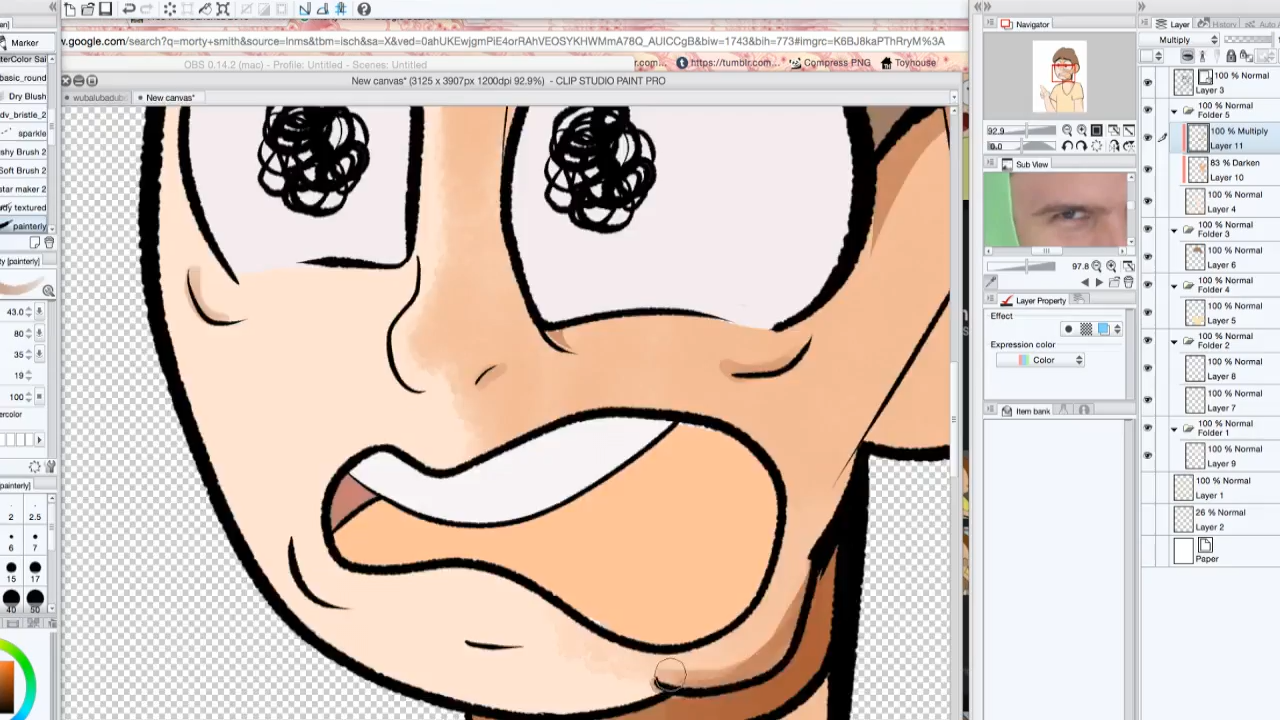 w.google.com/search?q=morty+smith&source=lnms&tbm=isch&sa=X&ved=0ahUKEwjgmPiE4orRAhVEOSYKHWMmA78Q_AUICCgB&biw=1743&bih=773#imgrc=K6BJ8kaPThRryM%3A
OBS 0.14.2 (mac) - Profile: Untitled - Scenes: Untitled
r.com...
https://tumblr.com...
Compress PNG
Toyhouse
New canvas* (3125 x 3907px 1200dpi 92.9%) - CLIP STUDIO PAINT PRO
New canvas*
Marker
basic_round
Dry Blush
dv_bristle_2
sparkle
shy Brush 2
Soft Brush 2
star maker 2
dy textured
painterly
ty [painterly]
43.0
80
35
19
100
ercolor
painterly]
2
2.5
6
7
15
17
40
50
Navigator
92.9
0.0
Sub View
97.8
Layer Property
Effect
Expression color
Color
Item bank
Layer
History
Auto
Multiply
100 % Normal
Layer 3
100 % Normal
Folder 5
100 % Multiply
Layer 11
83 % Darken
Layer 10
100 % Normal
Layer 4
100 % Normal
Folder 3
100 % Normal
Layer 6
100 % Normal
Folder 4
100 % Normal
Layer 5
100 % Normal
Folder 2
100 % Normal
Layer 8
100 % Normal
Layer 7
100 % Normal
Folder 1
100 % Normal
Layer 9
100 % Normal
Layer 1
26 % Normal
Layer 2
Paper